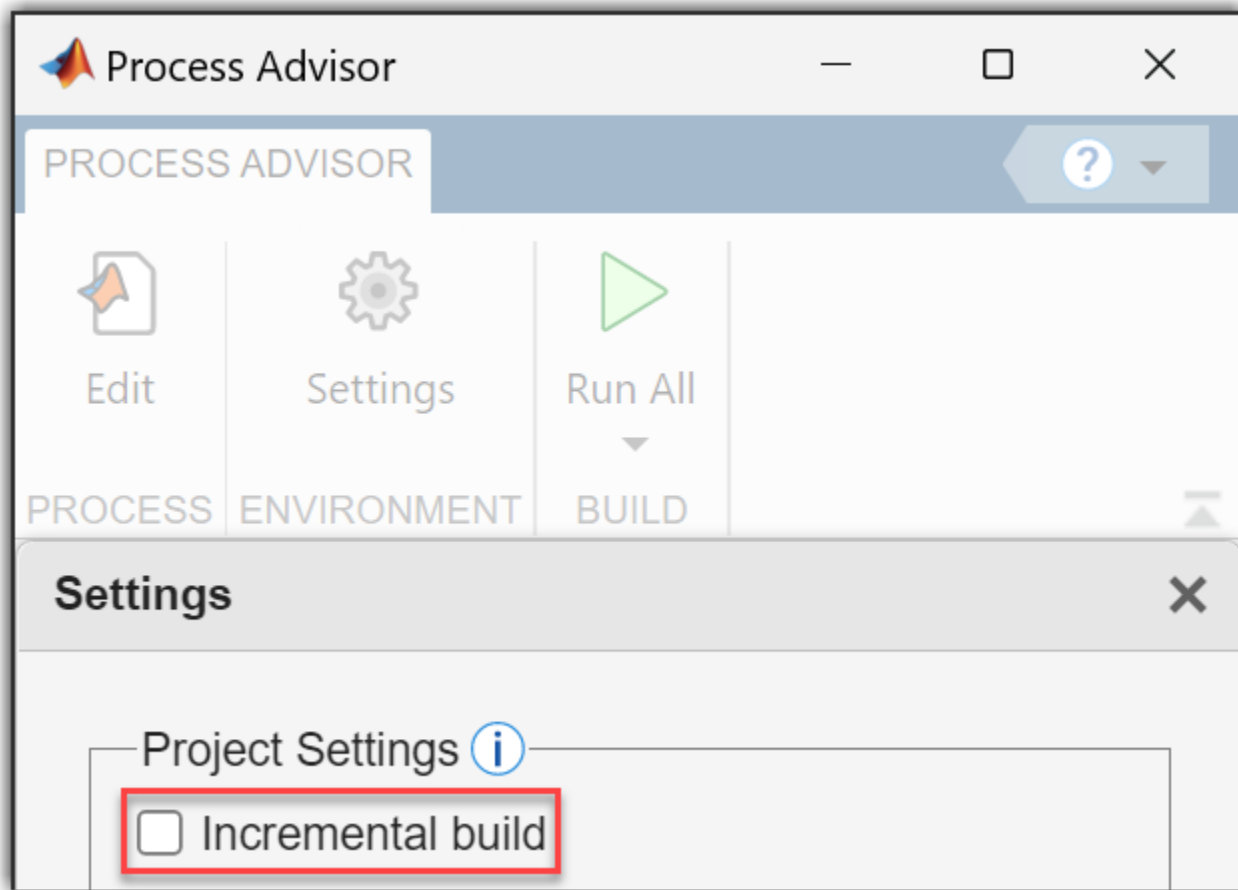 Process Advisor
PROCESS ADVISOR
?
Edit
Settings
Run All
PROCESS
ENVIRONMENT
BUILD
Settings
Project Settings i
Incremental build